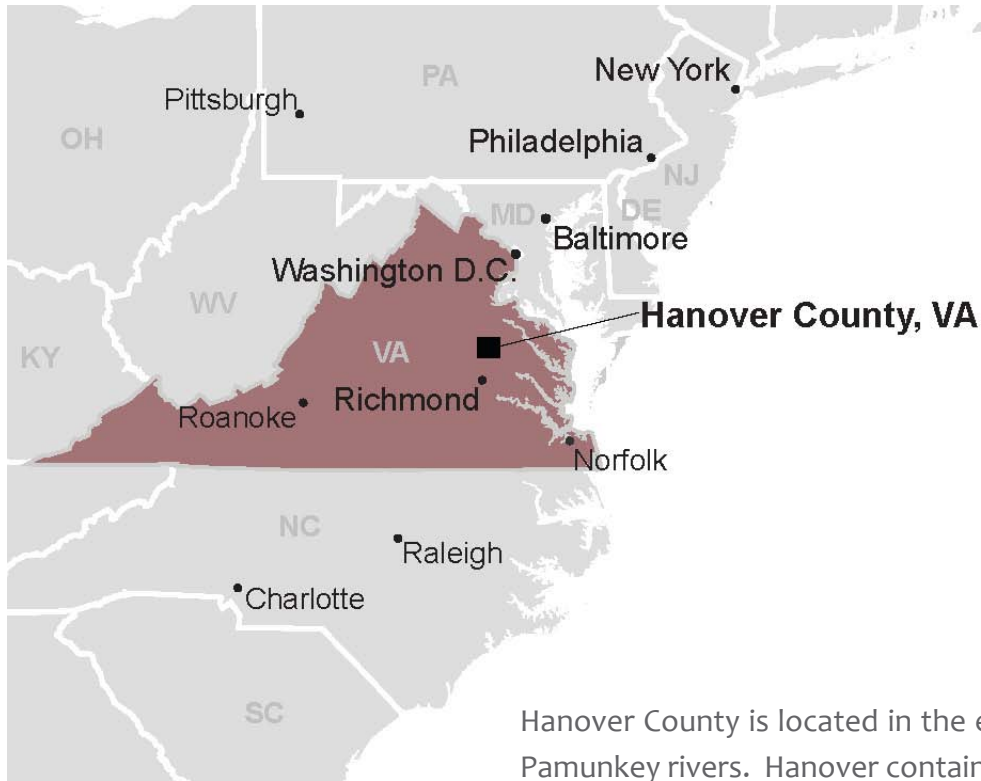 PA
New York
Pittsburgh
OH
Philadelphia
NJ
MD
DE
Baltimore
Washington D.C.
WV
Hanover County, VA
KY
VA
Richmond
Roanoke
Norfolk
NC
Raleigh
Charlotte
SC
Hanover County is located in the
Pamunkey rivers. Hanover contain